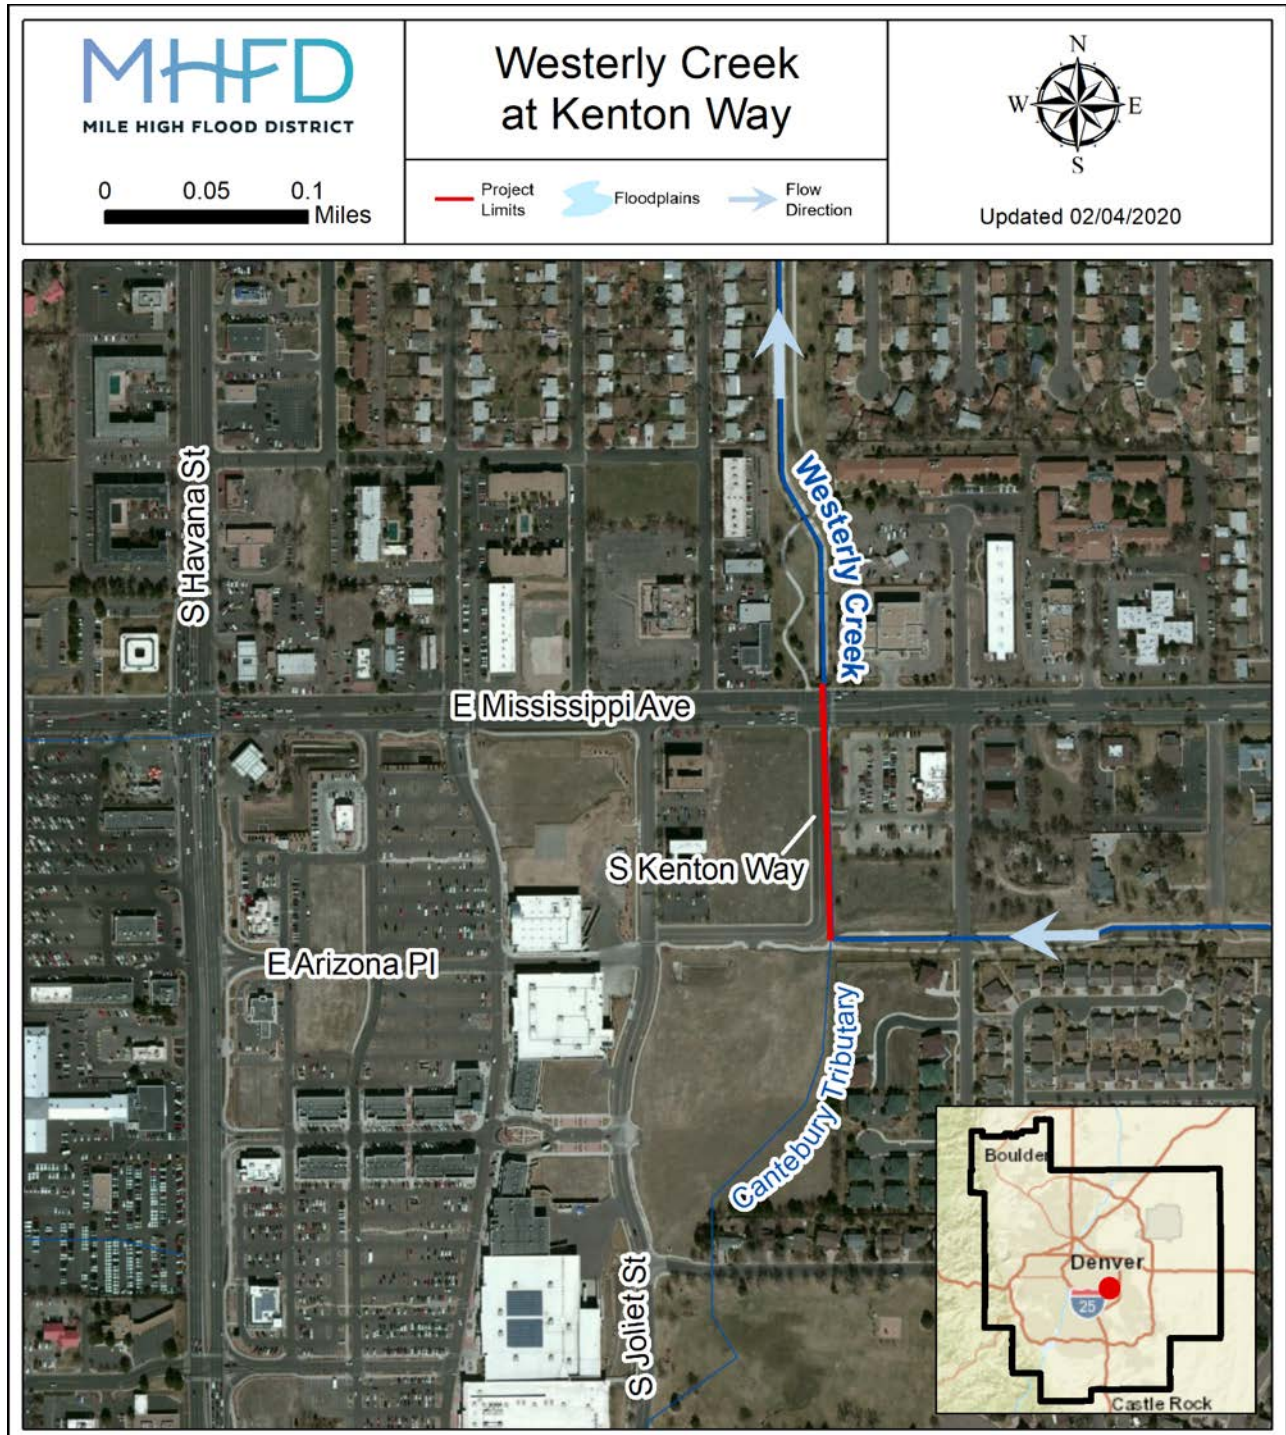 MHFD
MILE HIGH FLOOD DISTRICT
0 0.05 0.1
Miles
Westerly Creek
at Kenton Way
Project
Limits
Floodplains
Flow
Direction
N
W E
S
Updated 02/04/2020
S Havana St
Westerly Creek
E Mississippi Ave
S Kenton Way
E Arizona Pl
Cantebury Tributary
S Joliet St
Boulder
Denver
25
Castle Rock